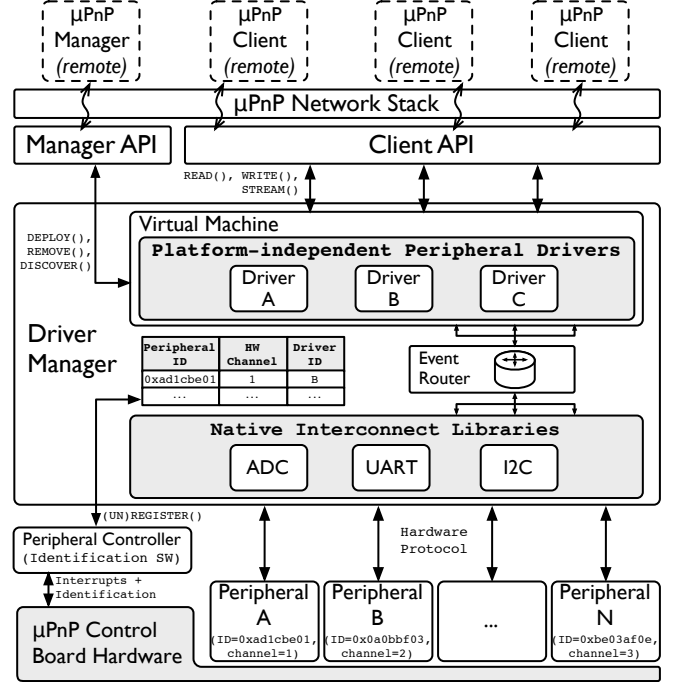 µPnP
Manager
(remote)
µPnP
Client
(remote)
µPnP
Client
(remote)
µPnP
Client
(remote)
µPnP Network Stack
Manager API
Client API
READ(), WRITE(),
STREAM()
DEPLOY(),
REMOVE(),
DISCOVER()
Virtual Machine
Platform-independent Peripheral Drivers
Driver
A
Driver
B
Driver
C
Driver
Manager
Peripheral
ID
HW
Channel
Driver
ID
0xad1cbe01
1
B
...
...
...
Event
Router
Native Interconnect Libraries
ADC
UART
I2C
(UN)REGISTER()
Peripheral Controller
(Identification SW)
Interrupts +
Identification
µPnP Control
Board Hardware
Hardware
Protocol
Peripheral
A
(ID=0xad1cbe01,
channel=1)
Peripheral
B
(ID=0x0a0bbf03,
channel=2)
...
Peripheral
N
(ID=0xbe03af0e,
channel=3)